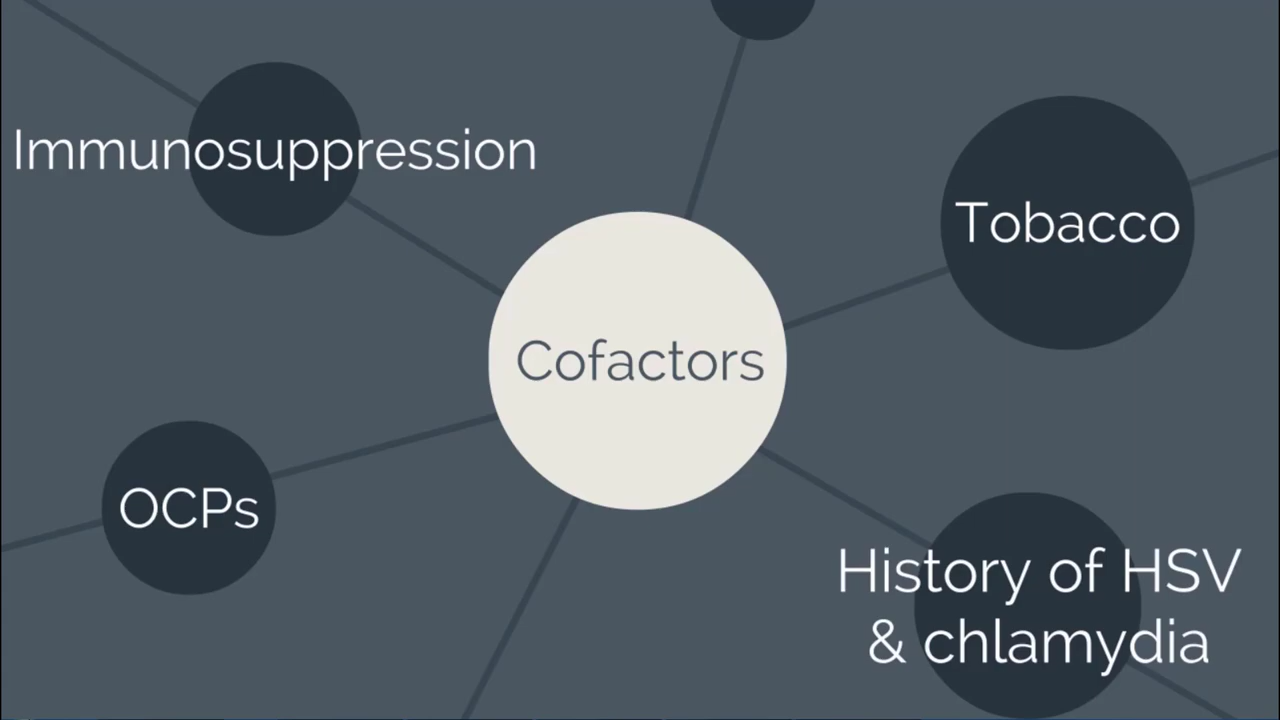 Immunosuppression
Tobacco
Cofactors
OCPs
History of HSV
& chlamydia